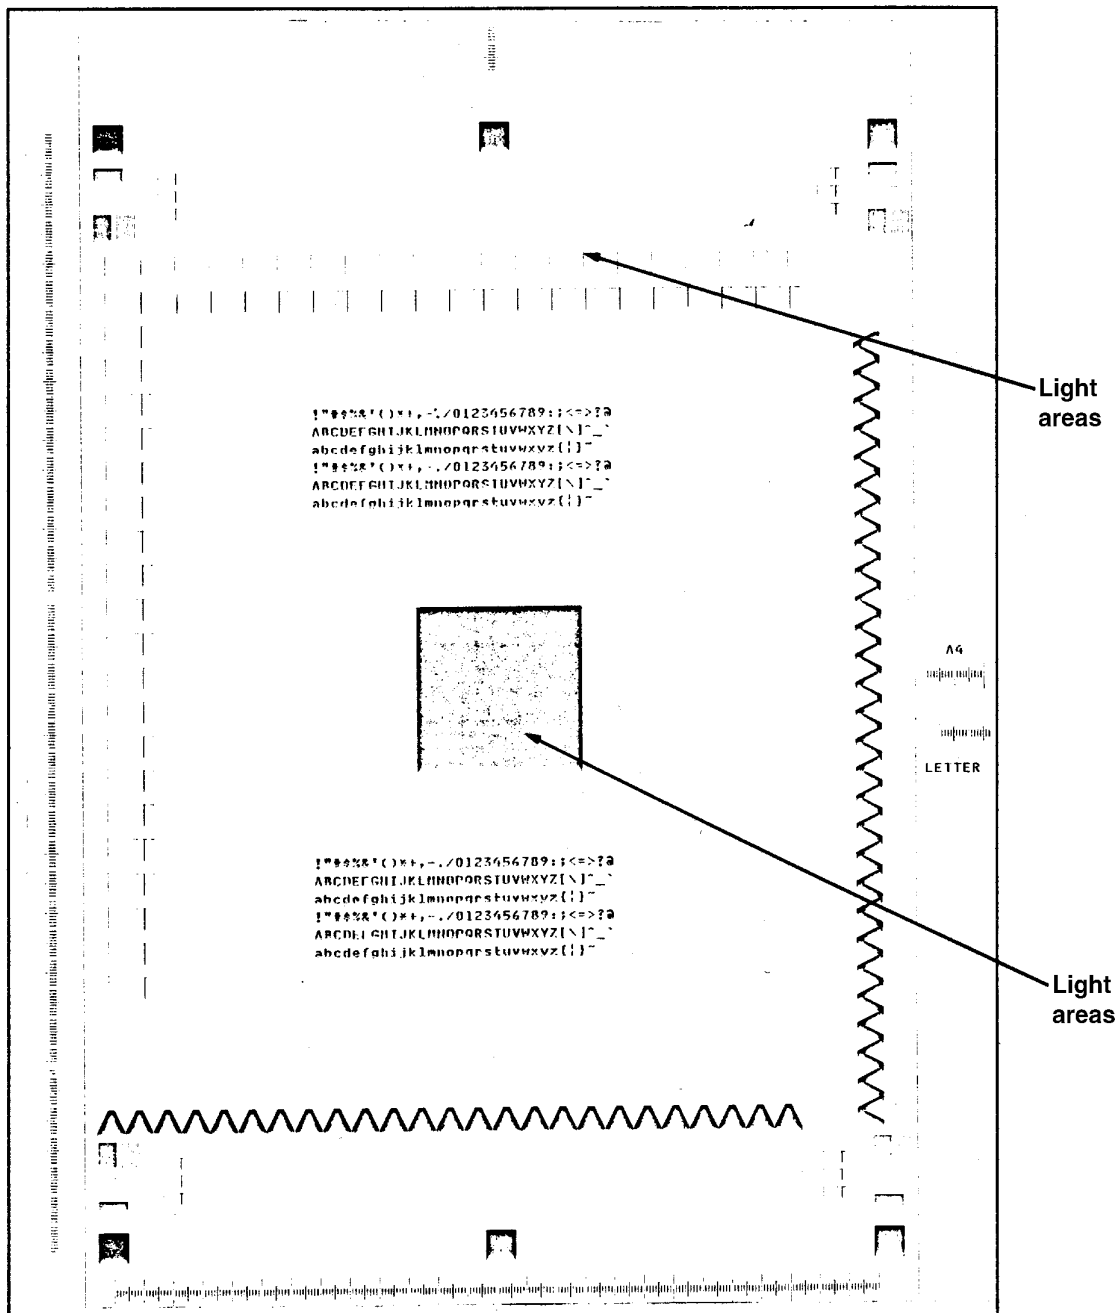 Light
areas
!"#$%&'()*+,-./0123456789:;<=>?@
ABCDEFGHIJKLMNOPQRSTUVWXYZ[\]^_`
abcdefghijklmnopqrstuvwxyz{¦}~
!"#$%&'()*+,-./0123456789:;<=>?@
ABCDEFGHIJKLMNOPQRSTUVWXYZ[\]^_`
abcdefghijklmnopqrstuvwxyz{¦}~
A4
LETTER
!"#$%&'()*+,-./0123456789:;<=>?@
ABCDEFGHIJKLMNOPQRSTUVWXYZ[\]^_`
abcdefghijklmnopqrstuvwxyz{¦}~
!"#$%&'()*+,-./0123456789:;<=>?@
ABCDEFGHIJKLMNOPQRSTUVWXYZ[\]^_`
abcdefghijklmnopqrstuvwxyz{¦}~
Light
areas